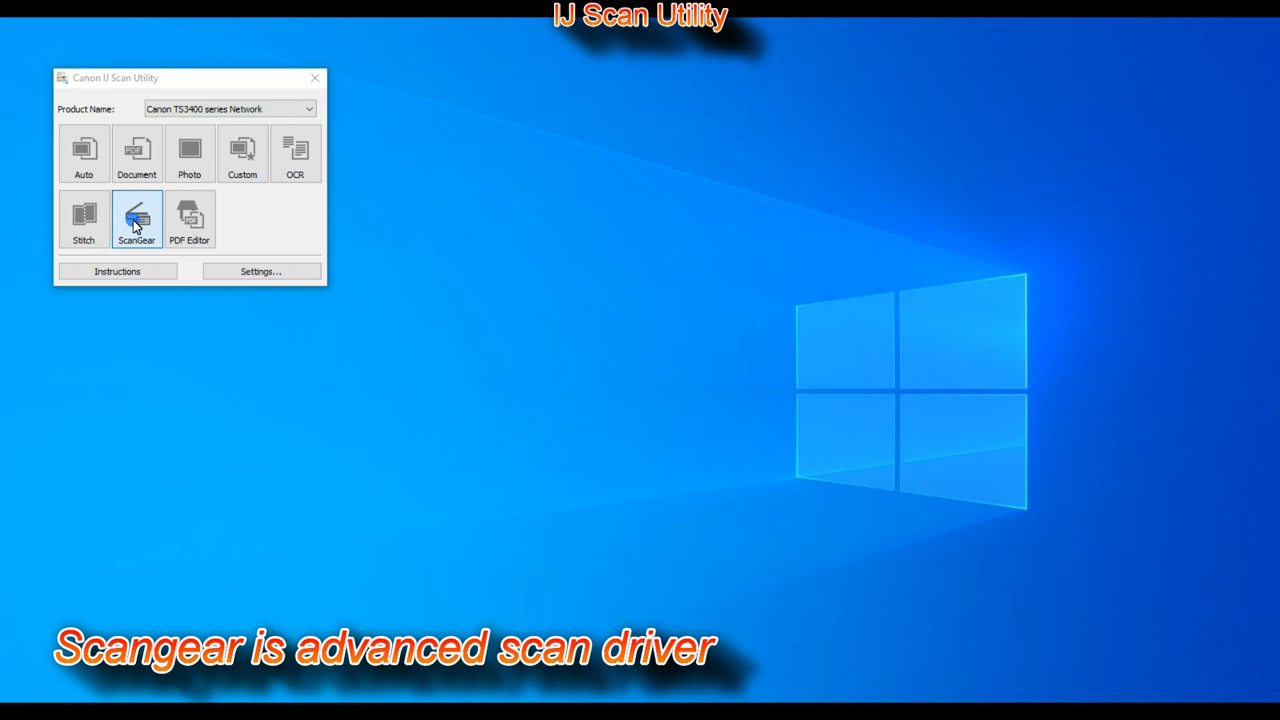 IJ Scan Utility
Canon IJ Scan Utility
Product Name:
Canon TS3400 series Network
Auto
PDF
Document
Photo
Custom
OCR
Stitch
ScanGear
PDF
PDF Editor
Instructions
Settings...
Scangear is advanced scan driver